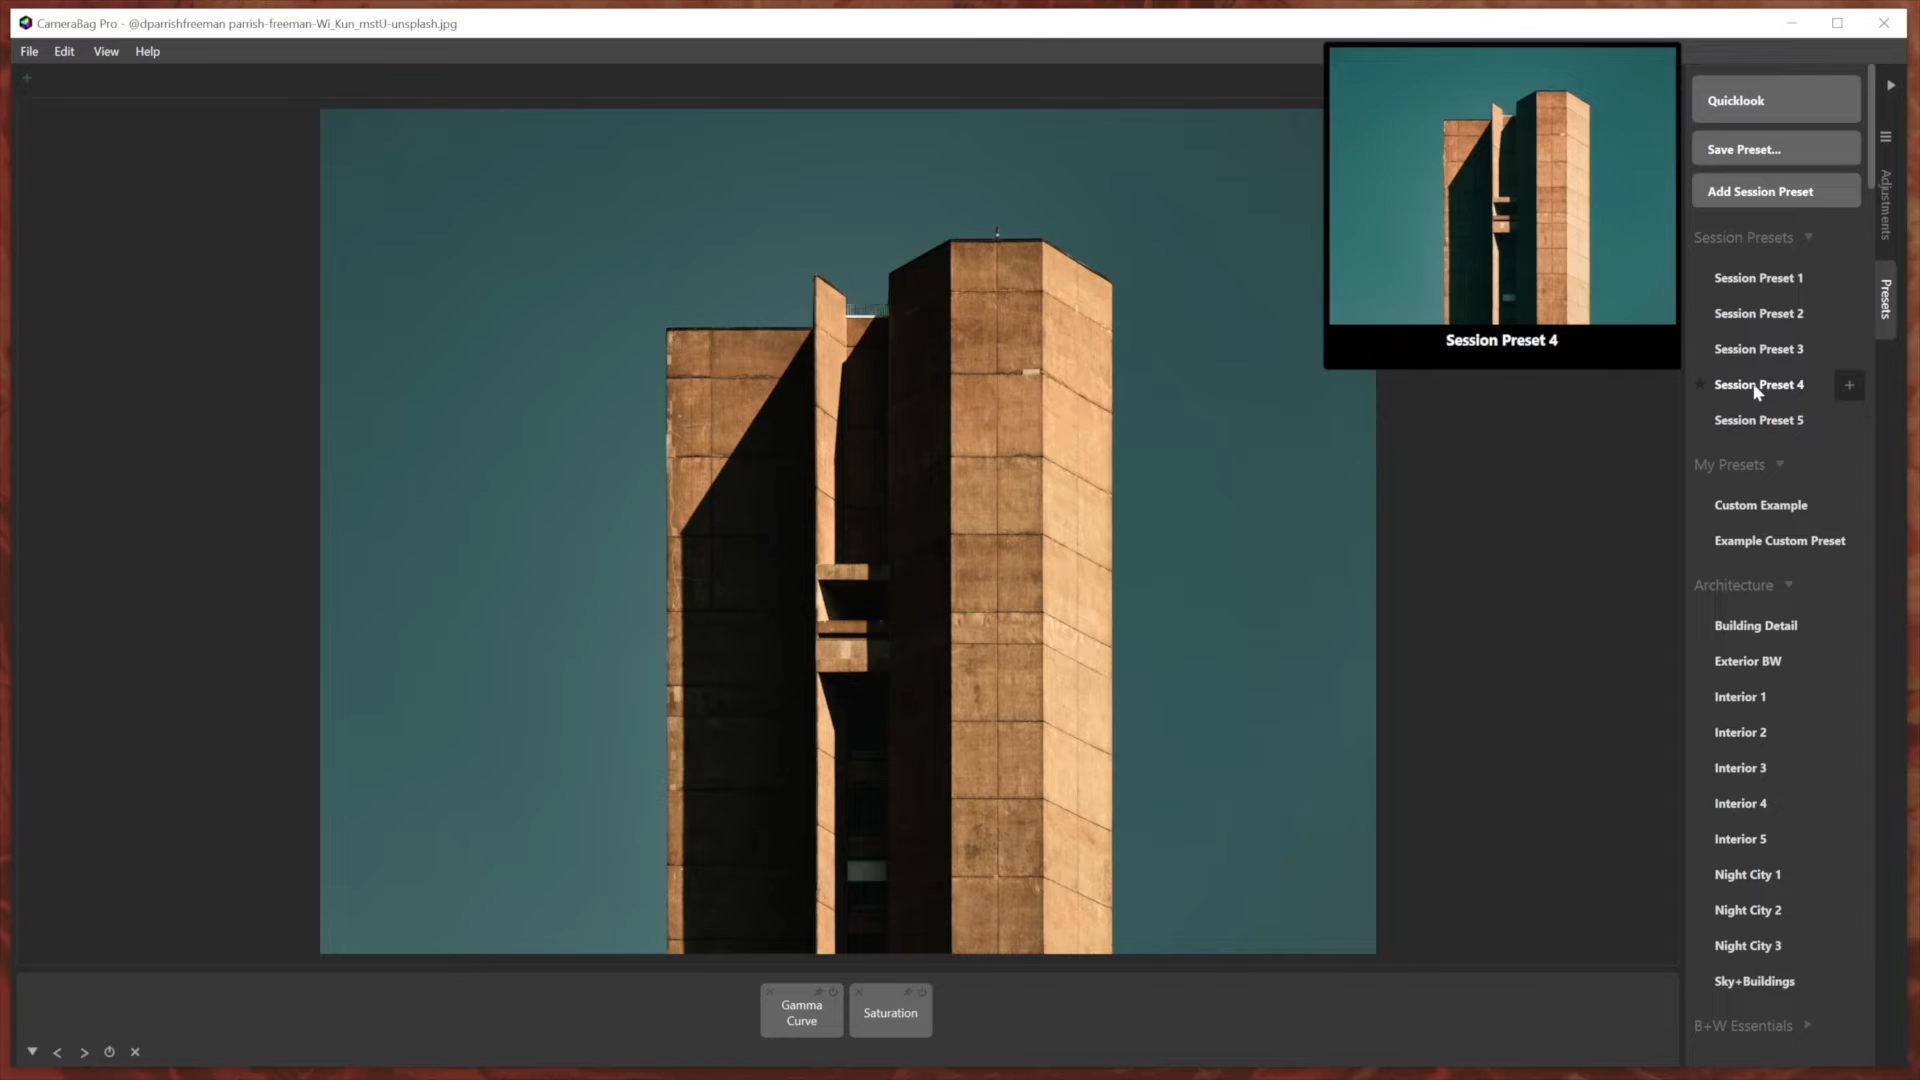 CameraBag Pro - @dparrishfreeman parrish-freeman-Wi_Kun_mstU-unsplash.jpg
File Edit View Help
Session Preset 4
Quicklook
Save Preset...
Add Session Preset
Session Presets
Session Preset 1
Session Preset 2
Session Preset 3
Session Preset 4
Session Preset 5
My Presets
Custom Example
Example Custom Preset
Architecture
Building Detail
Exterior BW
Interior 1
Interior 2
Interior 3
Interior 4
Interior 5
Night City 1
Night City 2
Night City 3
Sky+Buildings
B+W Essentials
Adjustments
Presets
Gamma
Curve
Saturation